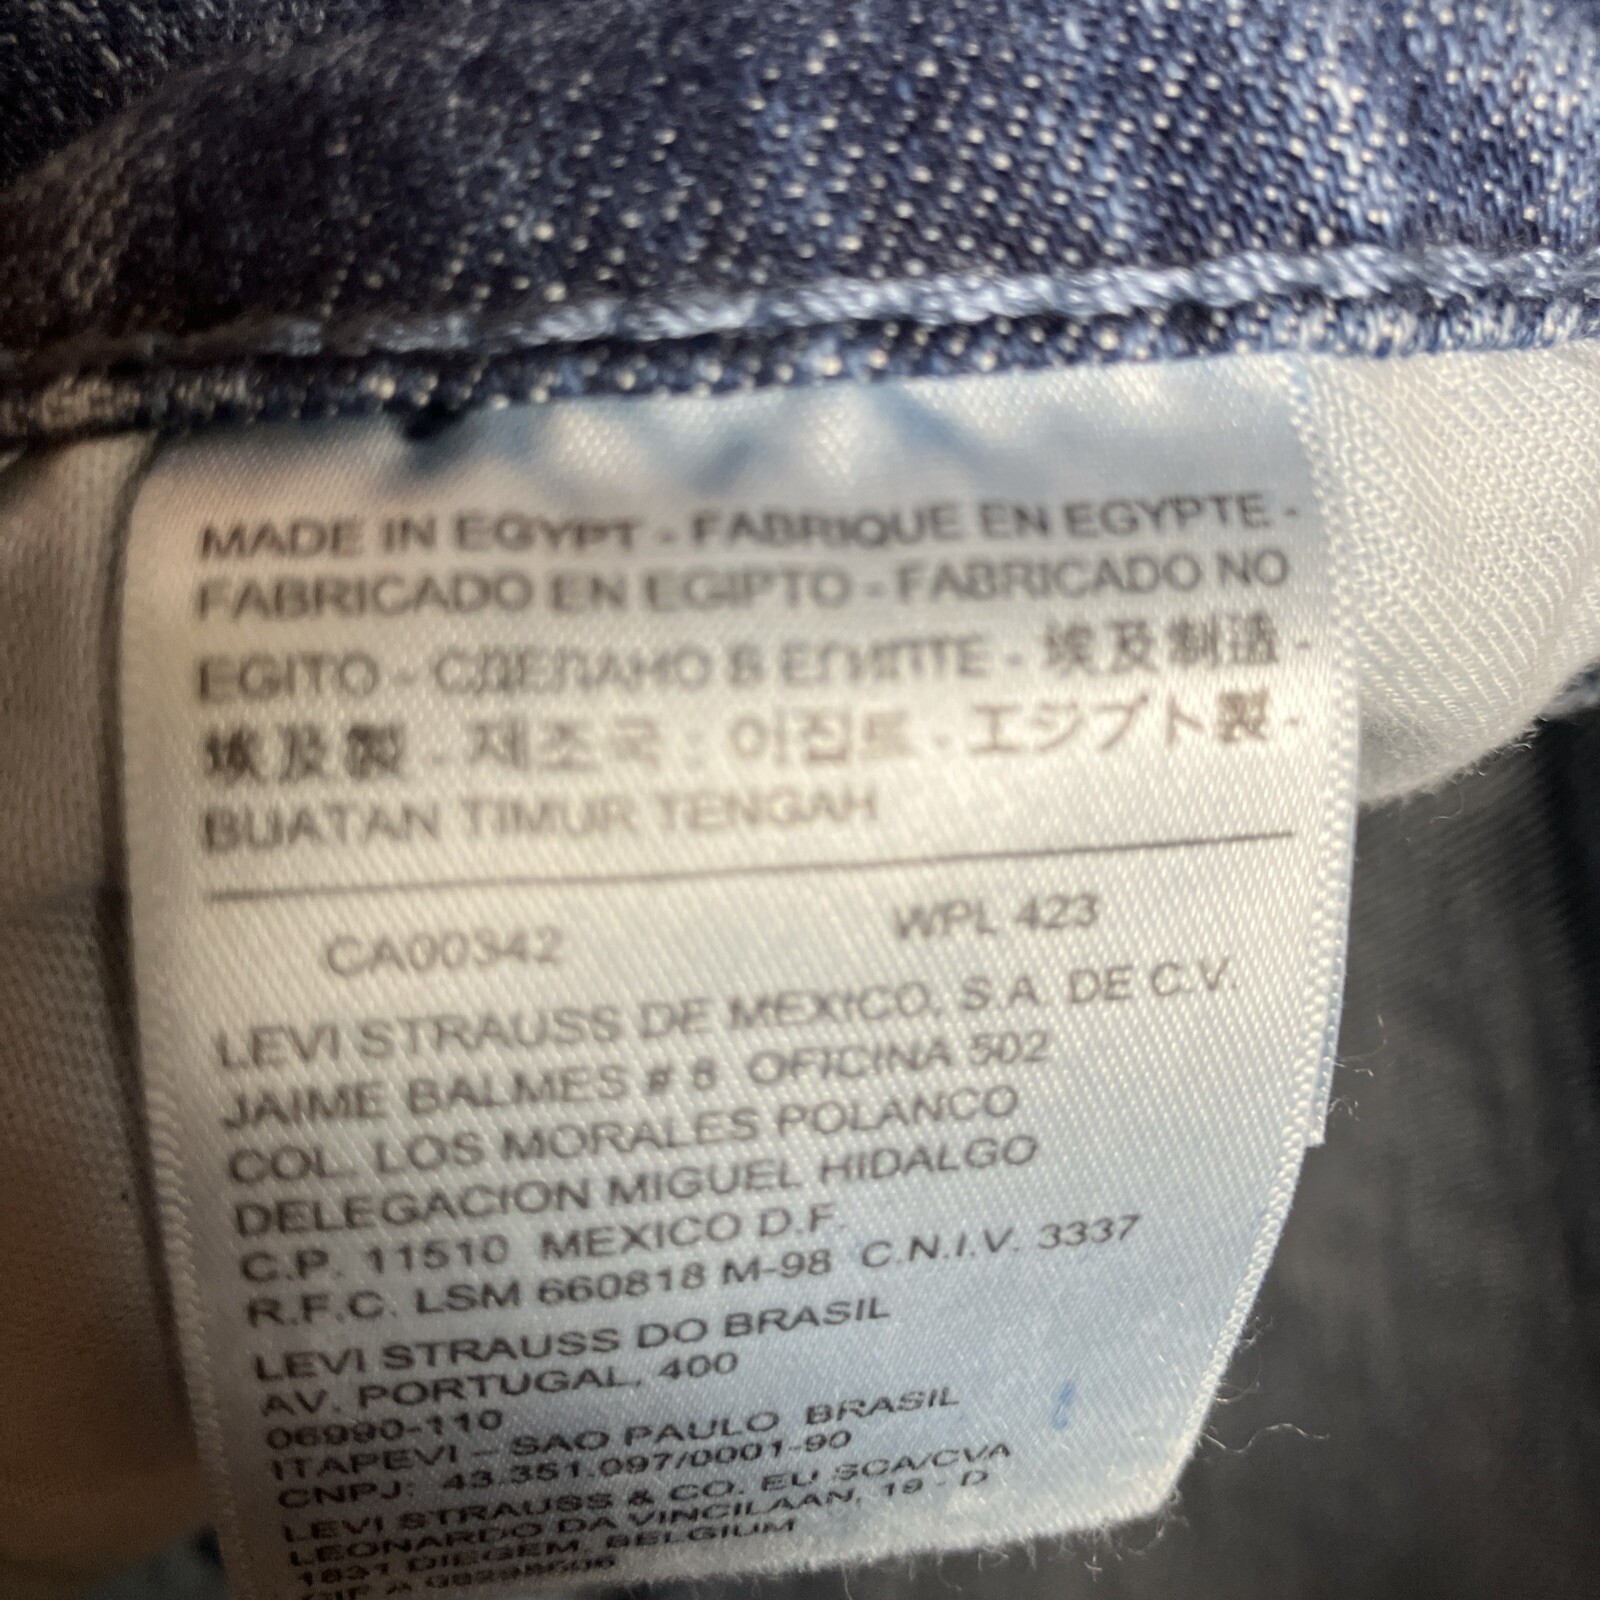 MADE IN EGYPT - FABRIQUE EN EGYPTE -
FABRICADO EN EGIPTO - FABRICADO NO
EGITO - СДЕЛАНО В ЕГИПТЕ - 埃及制造 -
埃及製 - 제조국 : 이집트 - エジプト製 -
BUATAN TIMUR TENGAH
CA00342 WPL 423
LEVI STRAUSS DE MEXICO, S.A. DE C.V.
JAIME BALMES # 8 OFICINA 502
COL. LOS MORALES POLANCO
DELEGACION MIGUEL HIDALGO
C.P. 11510 MEXICO D.F.
R.F.C. LSM 660818 M-98 C.N.I.V. 3337
LEVI STRAUSS DO BRASIL
AV. PORTUGAL, 400
06990-110
ITAPEVI – SAO PAULO BRASIL
CNPJ: 43.351.097/0001-90
LEVI STRAUSS & CO. EU SCA/CVA
LEONARDO DA VINCILAAN, 19 - D
1831 DIEGEM, BELGIUM